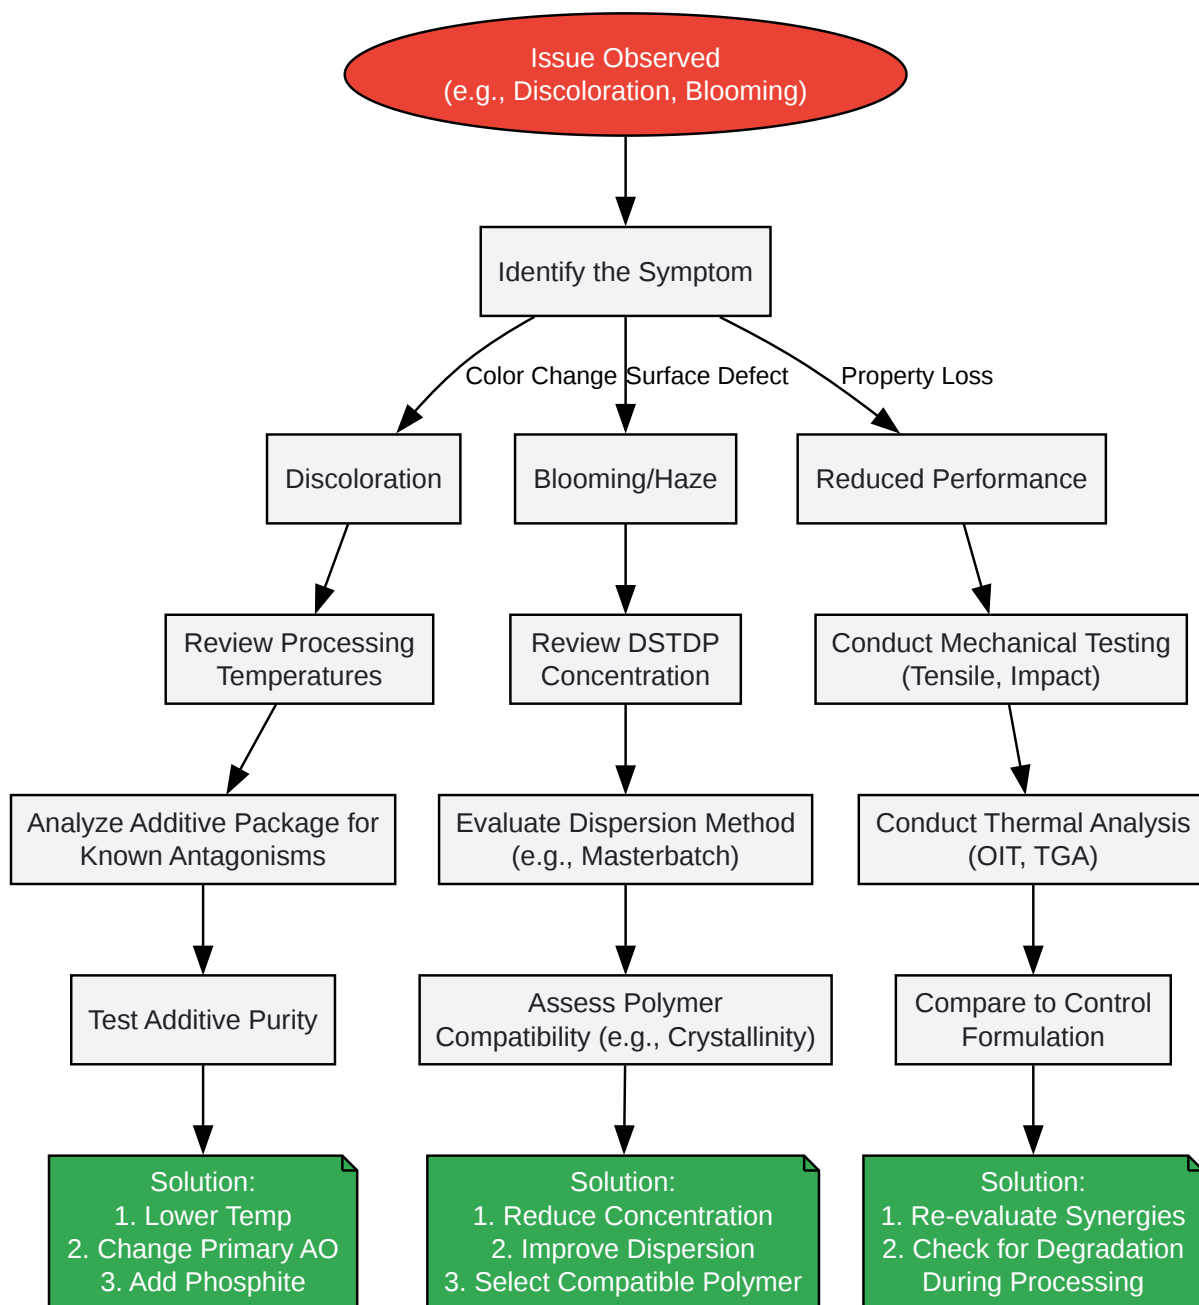 Issue Observed
(e.g., Discoloration, Blooming)
Identify the Symptom
Color Change
Surface Defect
Property Loss
Discoloration
Blooming/Haze
Reduced Performance
Review Processing
Temperatures
Review DSTDP
Concentration
Conduct Mechanical Testing
(Tensile, Impact)
Analyze Additive Package for
Known Antagonisms
Evaluate Dispersion Method
(e.g., Masterbatch)
Conduct Thermal Analysis
(OIT, TGA)
Test Additive Purity
Assess Polymer
Compatibility (e.g., Crystallinity)
Compare to Control
Formulation
Solution:
1. Lower Temp
2. Change Primary AO
3. Add Phosphite
Solution:
1. Reduce Concentration
2. Improve Dispersion
3. Select Compatible Polymer
Solution:
1. Re-evaluate Synergies
2. Check for Degradation
During Processing